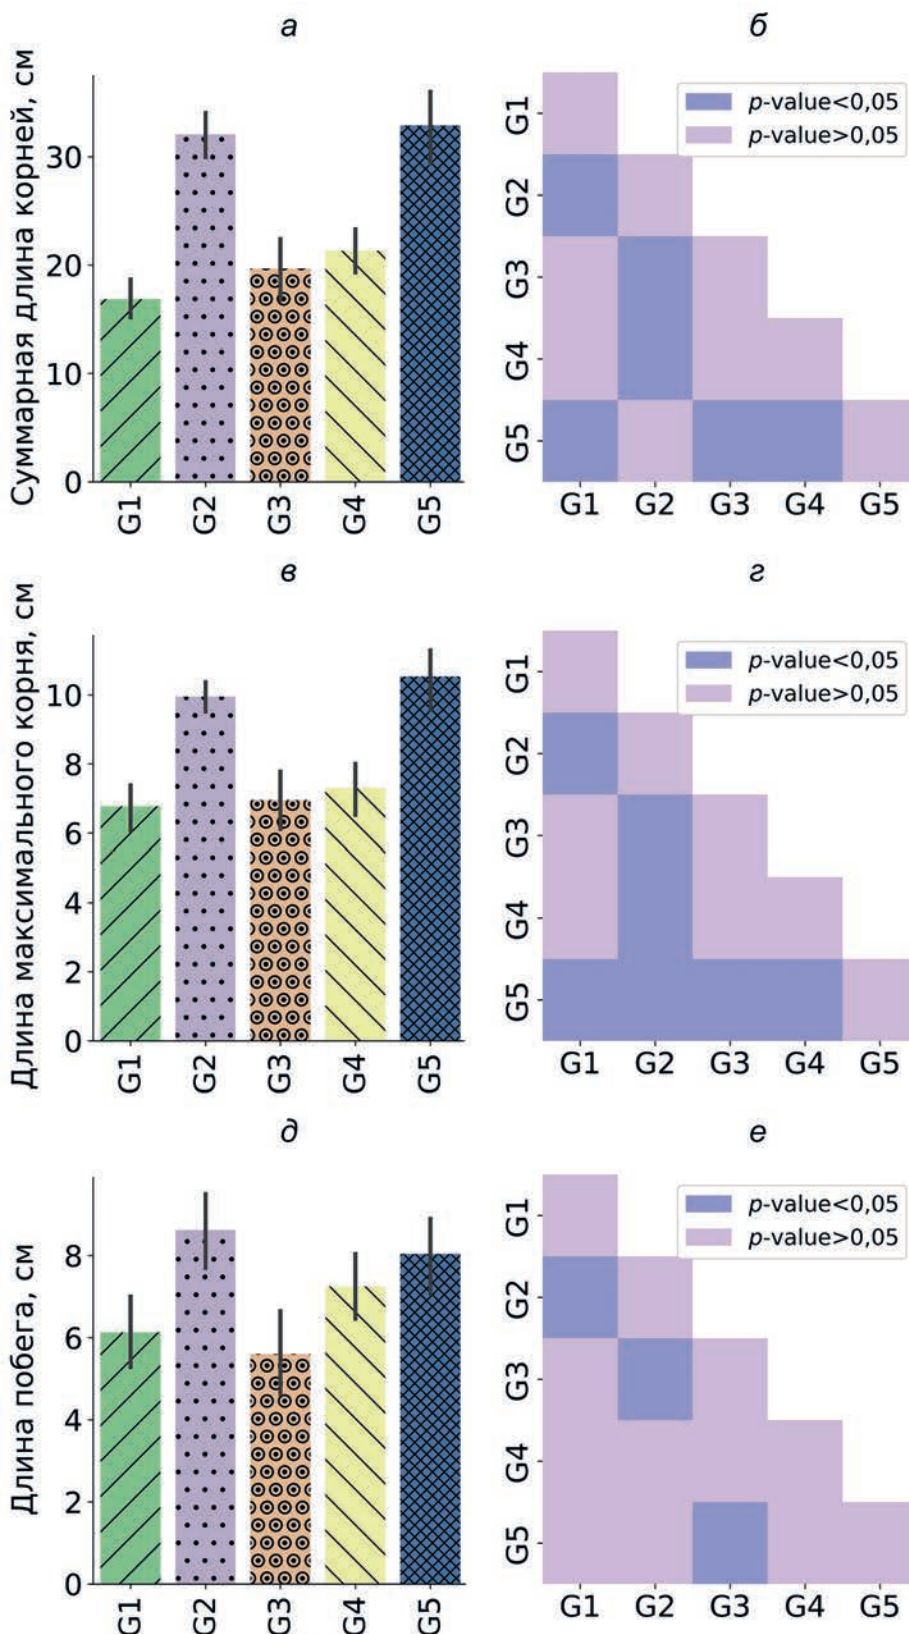 а
Суммарная длина корней, см
30
20
10
0
G1 G2 G3 G4 G5
б
p-value<0,05
p-value>0,05
G1
G2
G3
G4
G5
G1 G2 G3 G4 G5
в
Длина максимального корня, см
10
8
6
4
2
0
G1 G2 G3 G4 G5
г
p-value<0,05
p-value>0,05
G1
G2
G3
G4
G5
G1 G2 G3 G4 G5
д
Длина побега, см
8
6
4
2
0
G1 G2 G3 G4 G5
е
p-value<0,05
p-value>0,05
G1
G2
G3
G4
G5
G1 G2 G3 G4 G5